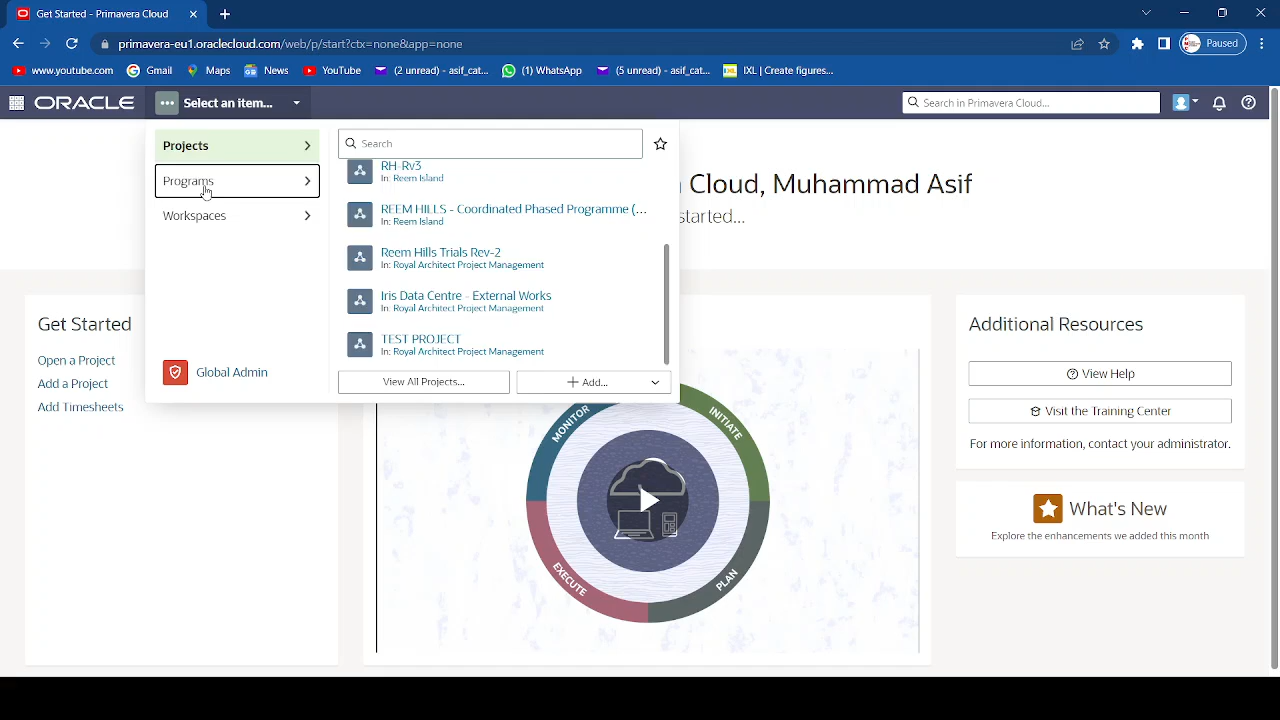 Get Started - Primavera Cloud
primavera-eu1.oraclecloud.com/web/p/start?ctx=none&app=none
Paused
www.youtube.com Gmail Maps News YouTube (2 unread) - asif_cat... (1) WhatsApp (5 unread) - asif_cat... IXL | Create figures...
ORACLE Select an item... Search in Primavera Cloud...
Projects
Programs
Workspaces
Global Admin
Search
RH-Rv3
In: Reem Island
REEM HILLS - Coordinated Phased Programme (...
In: Reem Island
Reem Hills Trials Rev-2
In: Royal Architect Project Management
Iris Data Centre - External Works
In: Royal Architect Project Management
TEST PROJECT
In: Royal Architect Project Management
View All Projects... Add...
Cloud, Muhammad Asif
started...
Get Started
Open a Project
Add a Project
Add Timesheets
MONITOR
INITIATE
EXECUTE
PLAN
Additional Resources
View Help
Visit the Training Center
For more information, contact your administrator.
What's New
Explore the enhancements we added this month